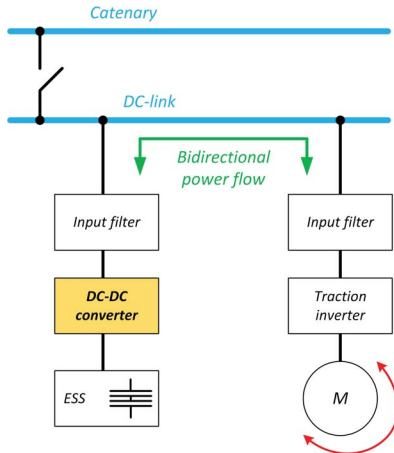 Catenary
DC-link
Bidirectional
power flow
Input filter
Input filter
DC-DC
converter
Traction
inverter
ESS
M